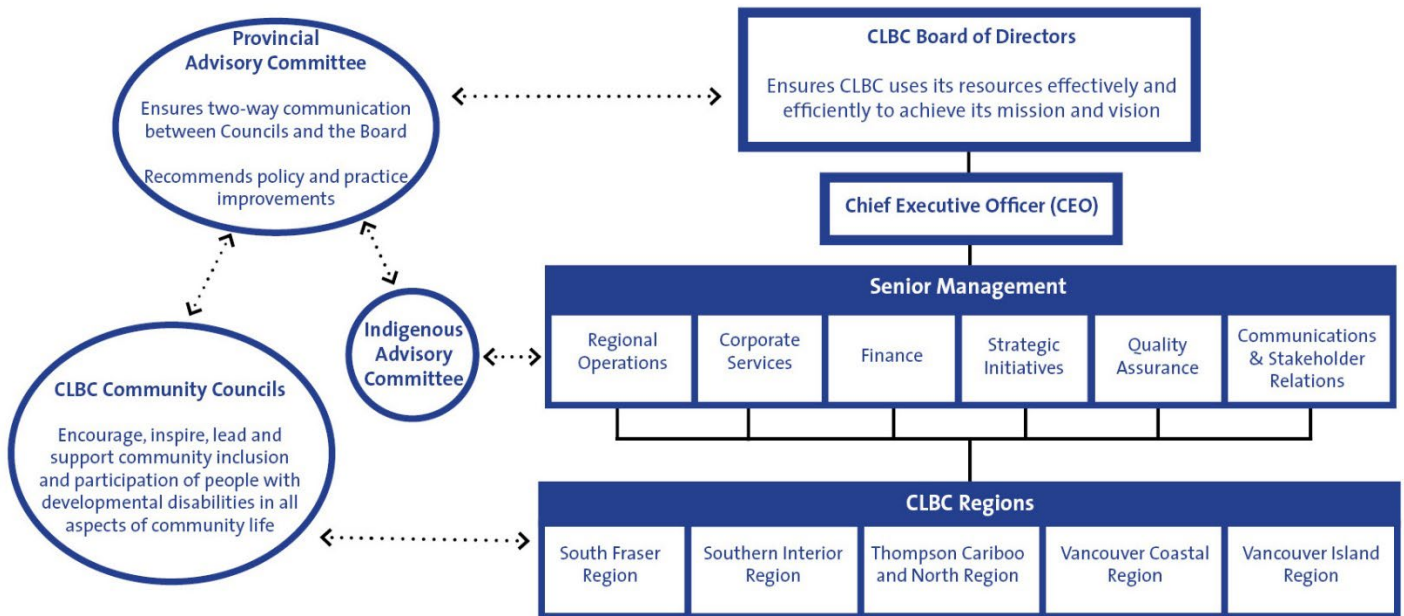 Provincial
Advisory Committee
Ensures two-way communication
between Councils and the Board
Recommends policy and practice
improvements
CLBC Board of Directors
Ensures CLBC uses its resources effectively and
efficiently to achieve its mission and vision
Chief Executive Officer (CEO)
Senior Management
Regional
Operations
Corporate
Services
Finance
Strategic
Initiatives
Quality
Assurance
Communications
& Stakeholder
Relations
Indigenous
Advisory
Committee
CLBC Community Councils
Encourage, inspire, lead and
support community inclusion
and participation of people with
developmental disabilities in all
aspects of community life
CLBC Regions
South Fraser
Region
Southern Interior
Region
Thompson Cariboo
and North Region
Vancouver Coastal
Region
Vancouver Island
Region